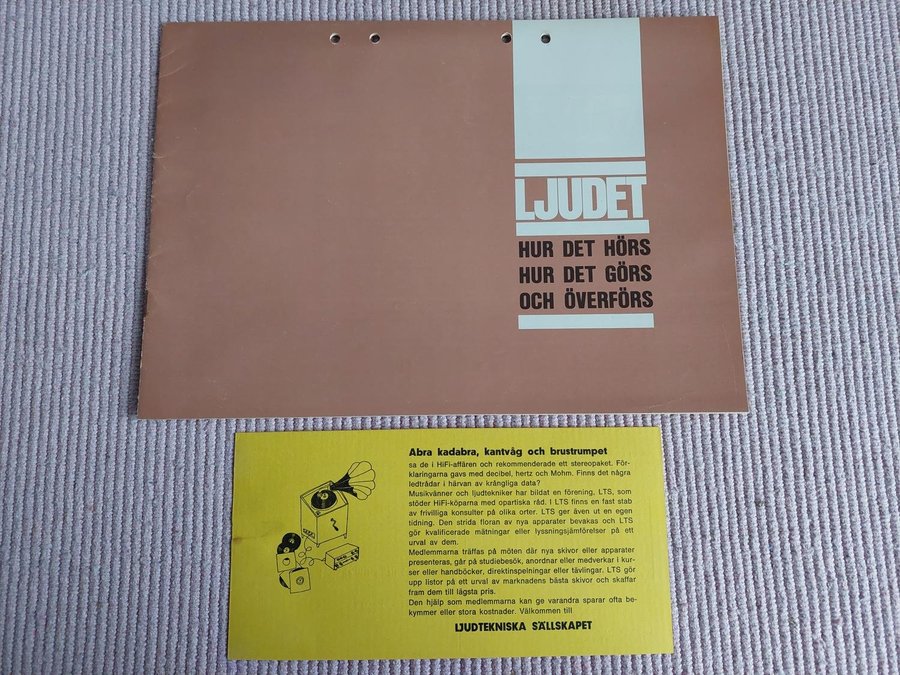 LJUDET
HUR DET HÖRS
HUR DET GÖRS
OCH ÖVERFÖRS
Abra kadabra, kantvåg och brustrumpet
sa de i HiFi-affären och rekommenderade ett stereopaket. För-
klaringarna gavs med decibel, hertz och Mohm. Finns det några
ledtrådar i härvan av krångliga data?
Musikvänner och ljudtekniker har bildat en förening, LTS, som
stöder HiFi-köparna med opartiska råd. I LTS finns en fast stab
av frivilliga konsulter på olika orter. LTS ger även ut en egen
tidning. Den strida floran av nya apparater bevakas och LTS
gör kvalificerade mätningar eller lyssningsjämförelser på ett
urval av dem.
Medlemmarna träffas på möten där nya skivor eller apparater
presenteras, går på studiebesök, anordnar eller medverkar i kur-
ser eller handböcker, direktinspelningar eller tävlingar. LTS gör
upp listor på ett urval av marknadens bästa skivor och skaffar
fram dem till lägsta pris.
Den hjälp som medlemmarna kan ge varandra sparar ofta be-
kymmer eller stora kostnader. Välkommen till
LJUDTEKNISKA SÄLLSKAPET